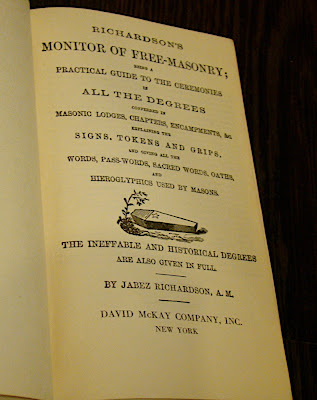 RICHARDSON'S
MONITOR OF FREE-MASONRY;
BEING A
PRACTICAL GUIDE TO THE CEREMONIES
IN
ALL THE DEGREES
CONFERRED IN
MASONIC LODGES, CHAPTERS, ENCAMPMENTS, &c.
EXPLAINING THE
SIGNS, TOKENS AND GRIPS,
AND GIVING ALL THE
WORDS, PASS-WORDS, SACRED WORDS, OATHS,
AND
HIEROGLYPHICS USED BY MASONS.
THE INEFFABLE AND HISTORICAL DEGREES
ARE ALSO GIVEN IN FULL.
BY JABEZ RICHARDSON, A. M.
DAVID McKAY COMPANY, INC.
NEW YORK